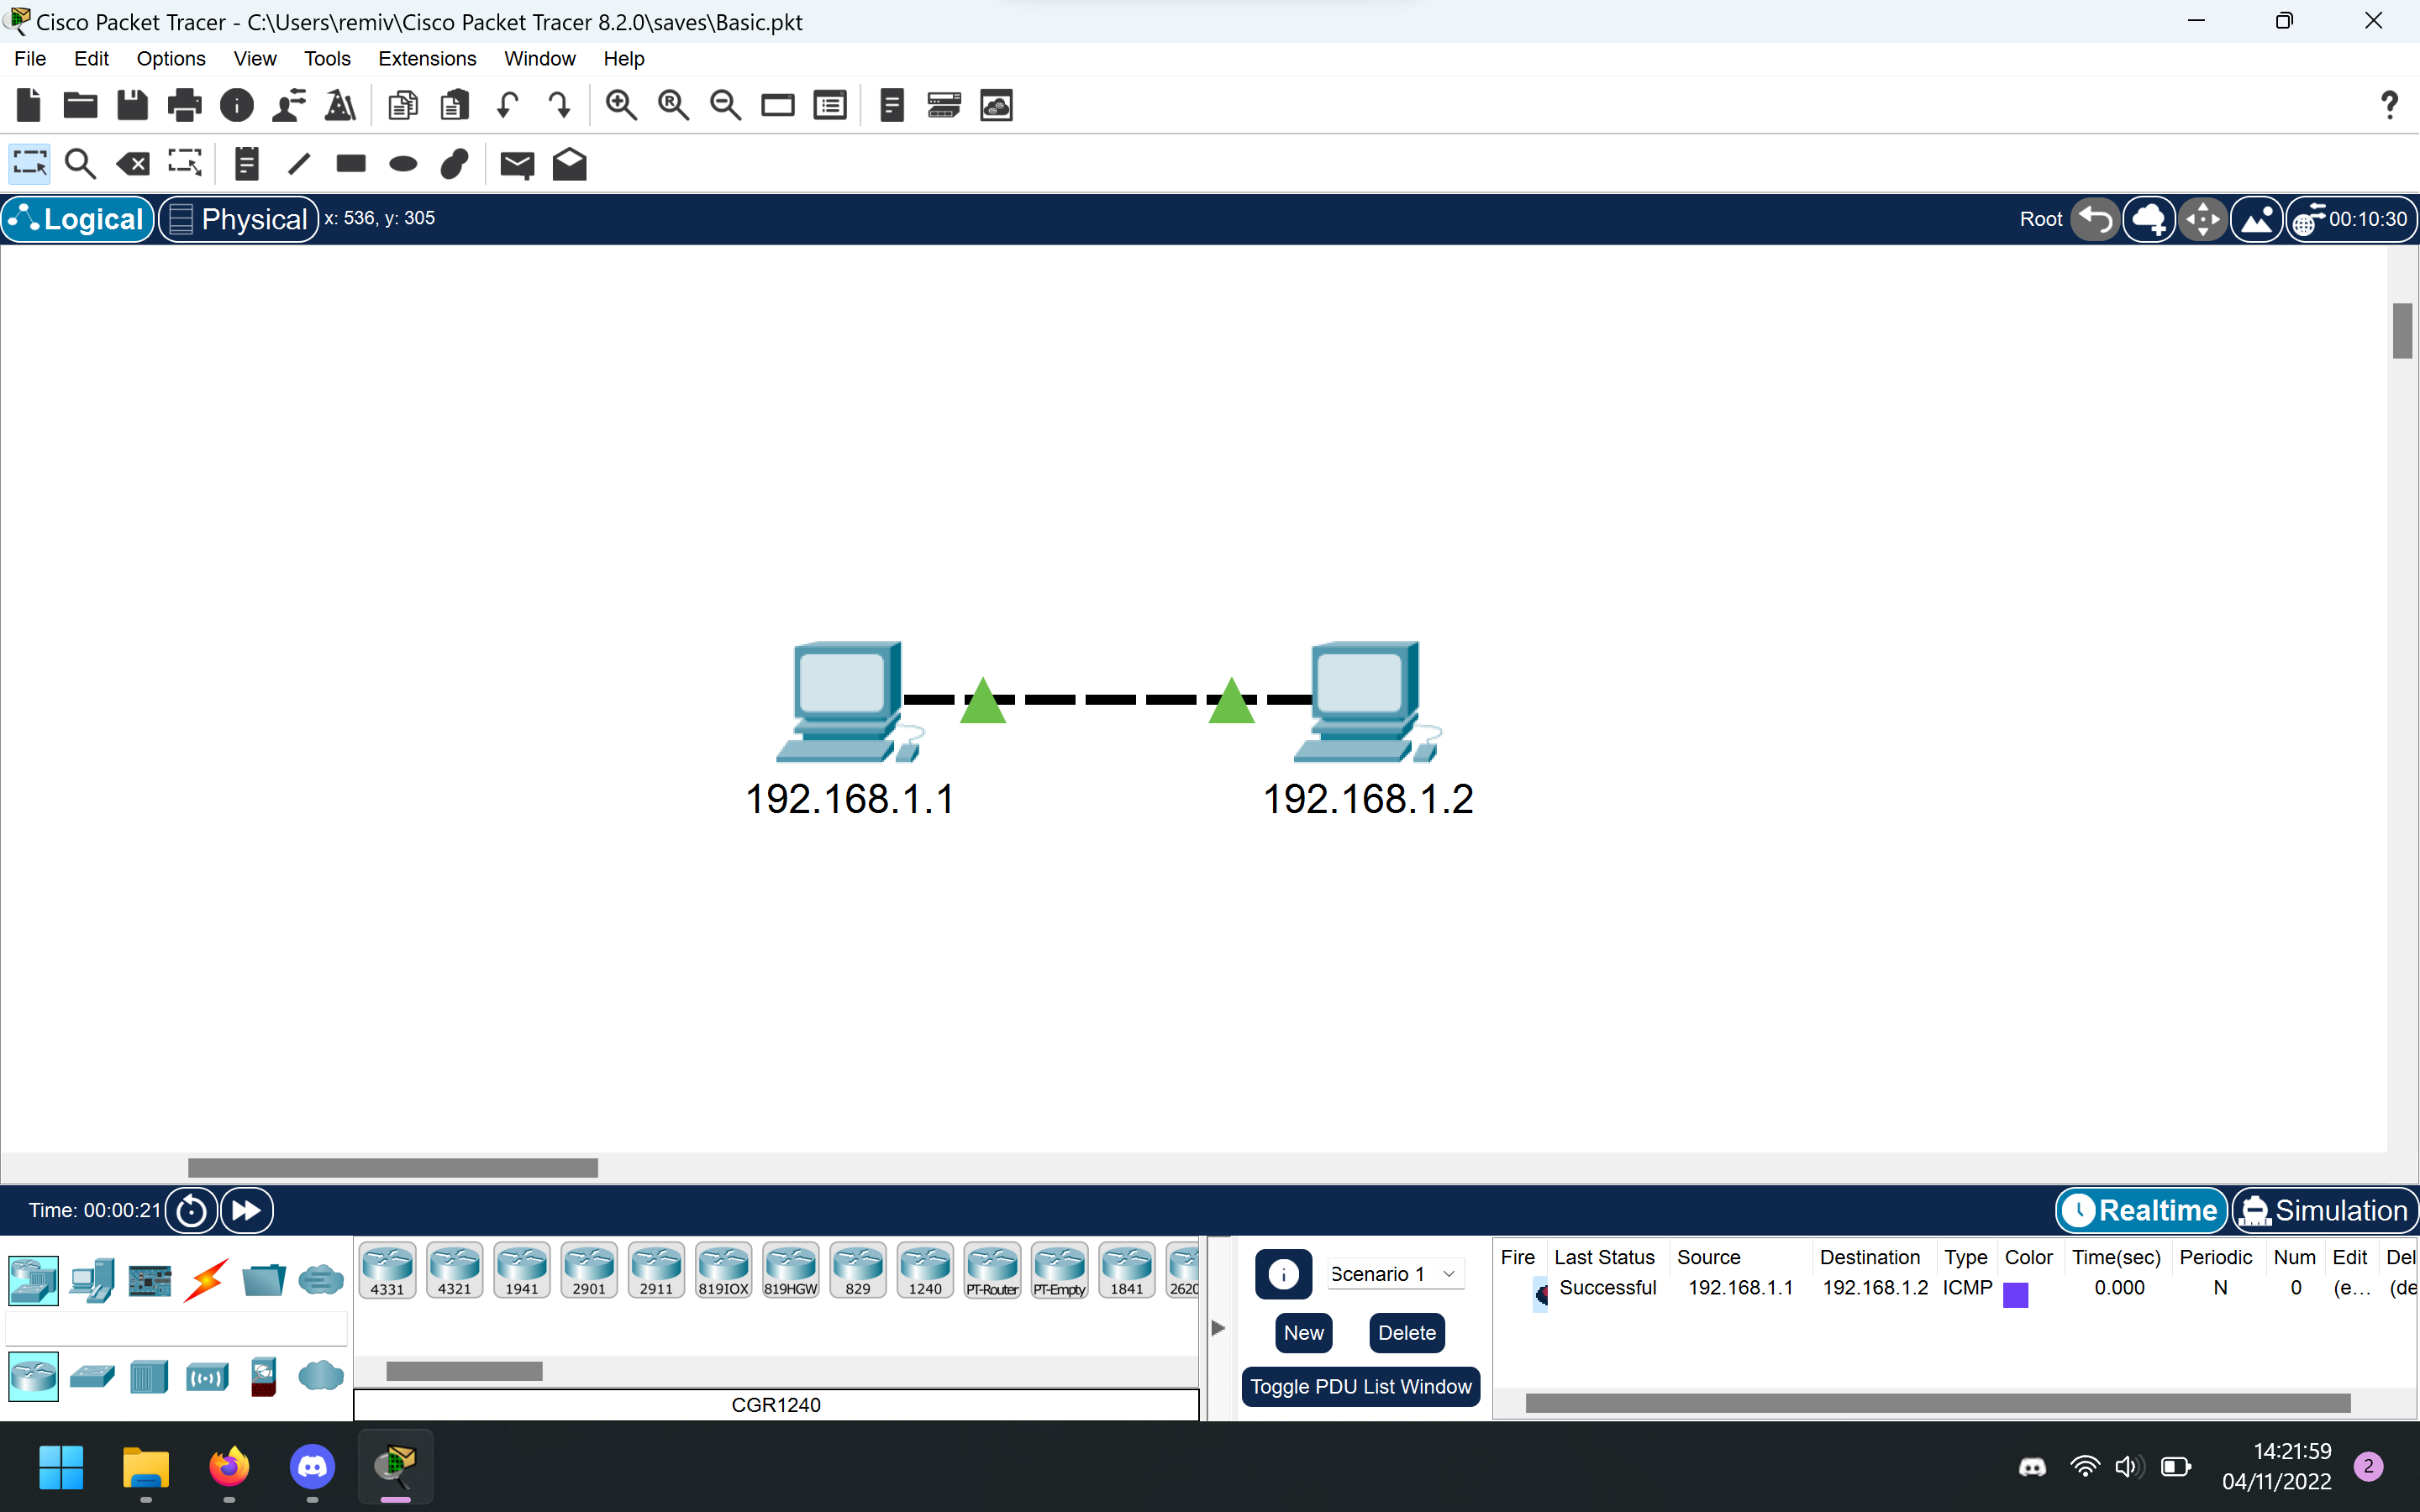 Cisco Packet Tracer - C:\Users\remiv\Cisco Packet Tracer 8.2.0\saves\Basic.pkt
File Edit Options View Tools Extensions Window Help
Logical Physical x: 536, y: 305 Root 00:10:30
192.168.1.1 192.168.1.2
Time: 00:00:21 Realtime Simulation
4331 4321 1941 2901 2911 819IOX 819HGW 829 1240 PT-Router PT-Empty 1841 2620
CGR1240
Scenario 1
New Delete
Toggle PDU List Window
Fire Last Status Source Destination Type Color Time(sec) Periodic Num Edit Del
Successful 192.168.1.1 192.168.1.2 ICMP 0.000 N 0 (e... (de
14:21:59
04/11/2022
2